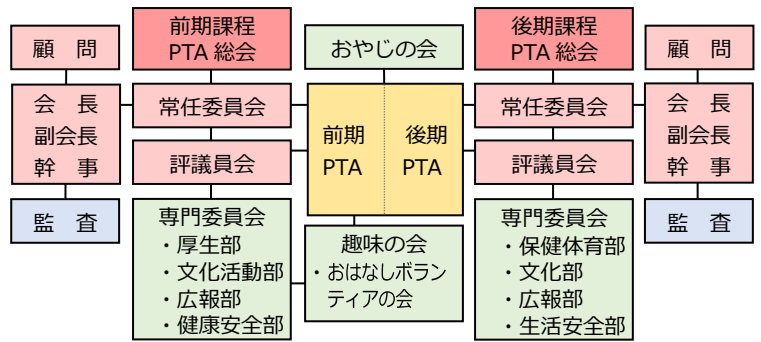 顧　問
会　長
副会長
幹　事
監　査
前期課程
PTA 総会
常任委員会
評議員会
専門委員会
・厚生部
・文化活動部
・広報部
・健康安全部
おやじの会
前期
PTA
後期
PTA
趣味の会
・おはなしボラン
ティアの会
後期課程
PTA 総会
常任委員会
評議員会
専門委員会
・保健体育部
・文化部
・広報部
・生活安全部
顧　問
会　長
副会長
幹　事
監　査